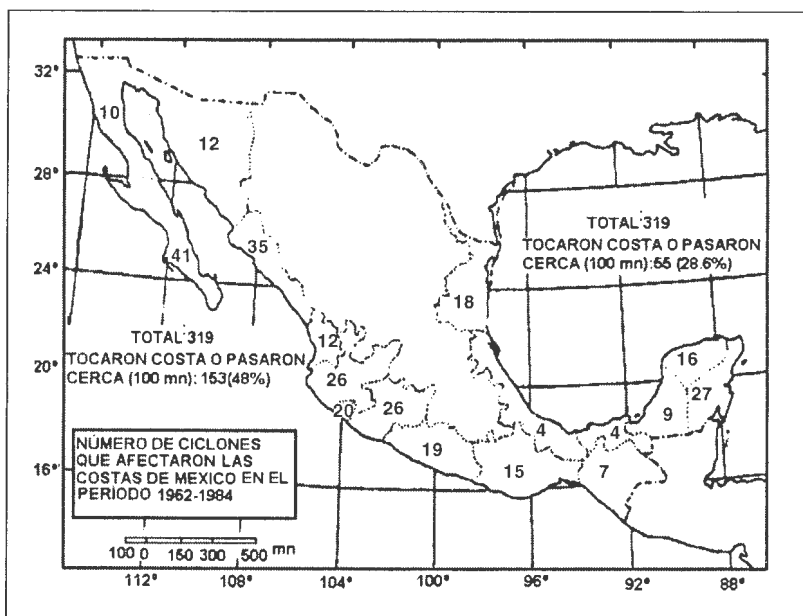 32°
28°
24°
20°
16°
10
12
41
35
TOTAL 319
TOCARON COSTA O PASARON
CERCA (100 mn): 55 (28.6%)
18
TOTAL 319
TOCARON COSTA O PASARON
CERCA (100 mn): 153(48%)
12
26
20
26
19
15
4
4
7
16
9
27
NÚMERO DE CICLONES
QUE AFECTARON LAS
COSTAS DE MEXICO EN EL
PERÍODO 1962-1984
100 0 150 300 500 mn
112° 108° 104° 100° 96° 92° 88°